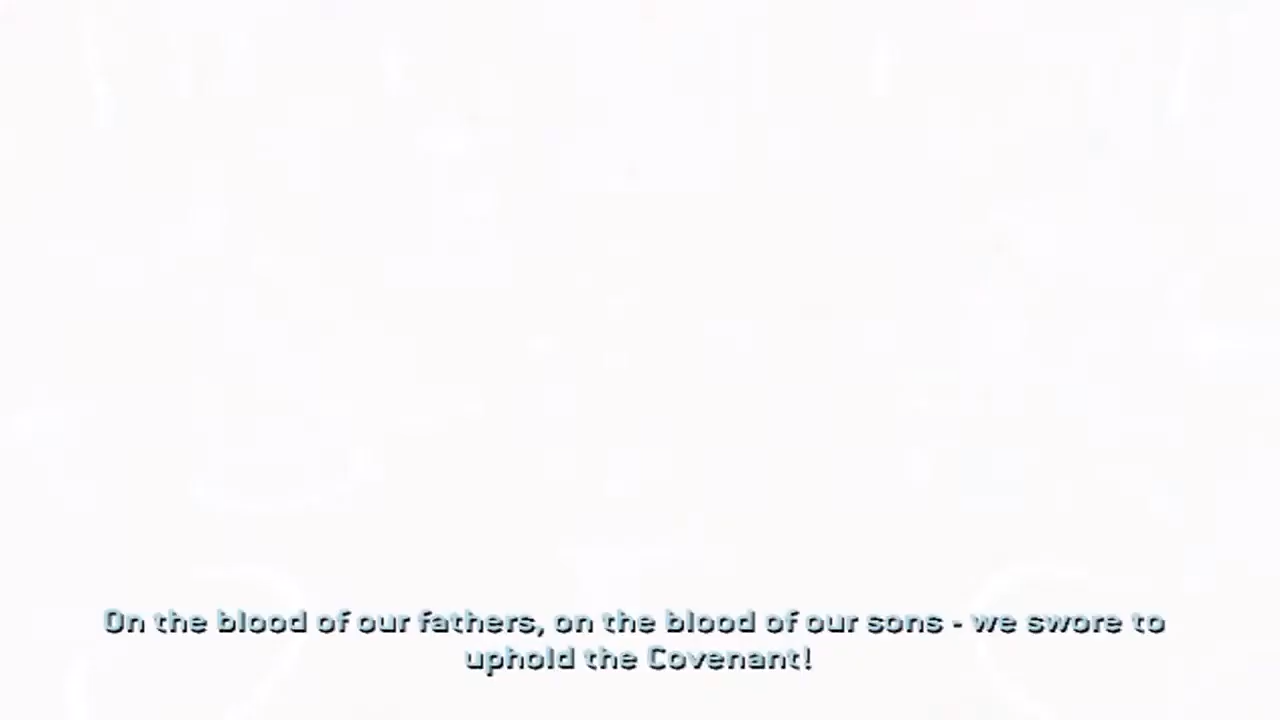 On the blood of our fathers, on the blood of our sons - we swore to
uphold the Covenant!